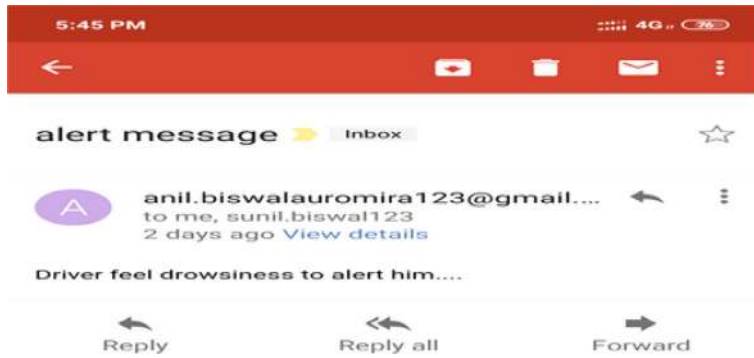 5:45 PM 4G 76
alert message Inbox
A
anil.biswalauromira123@gmail....
to me, sunil.biswal123
2 days ago View details
Driver feel drowsiness to alert him....
Reply Reply all Forward